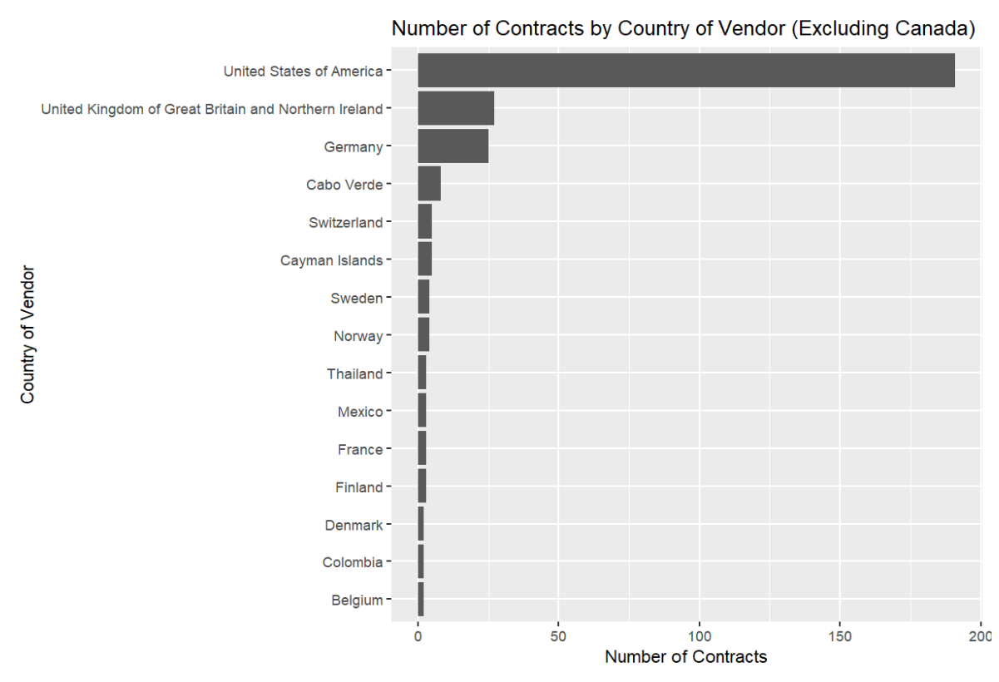 Number of Contracts by Country of Vendor (Excluding Canada)
United States of America
United Kingdom of Great Britain and Northern Ireland
Germany
Cabo Verde
Switzerland
Cayman Islands
Sweden
Norway
Thailand
Mexico
France
Finland
Denmark
Colombia
Belgium
Country of Vendor
0 50 100 150 200
Number of Contracts